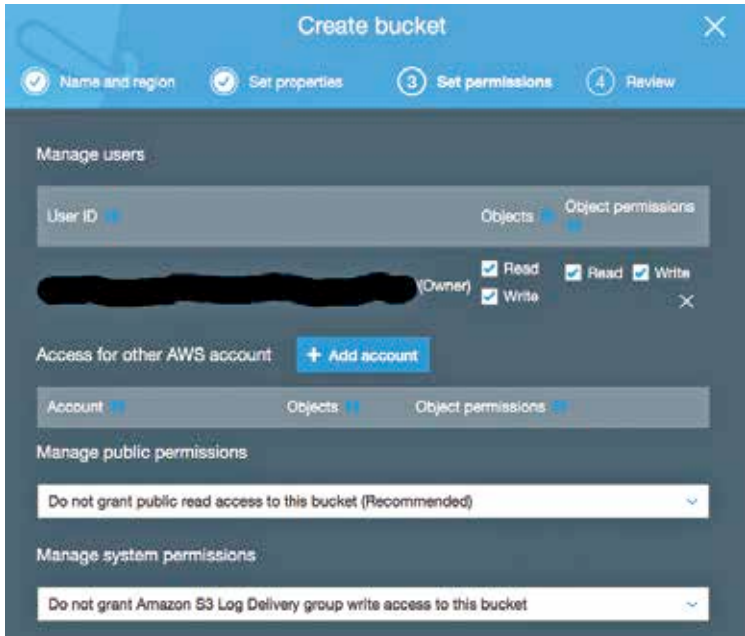 Create bucket
Name and region Set properties 3 Set permissions 4 Review
Manage users
User ID Objects Object permissions
(Owner) Read Read Write
Write
Access for other AWS account + Add account
Account Objects Object permissions
Manage public permissions
Do not grant public read access to this bucket (Recommended)
Manage system permissions
Do not grant Amazon S3 Log Delivery group write access to this bucket